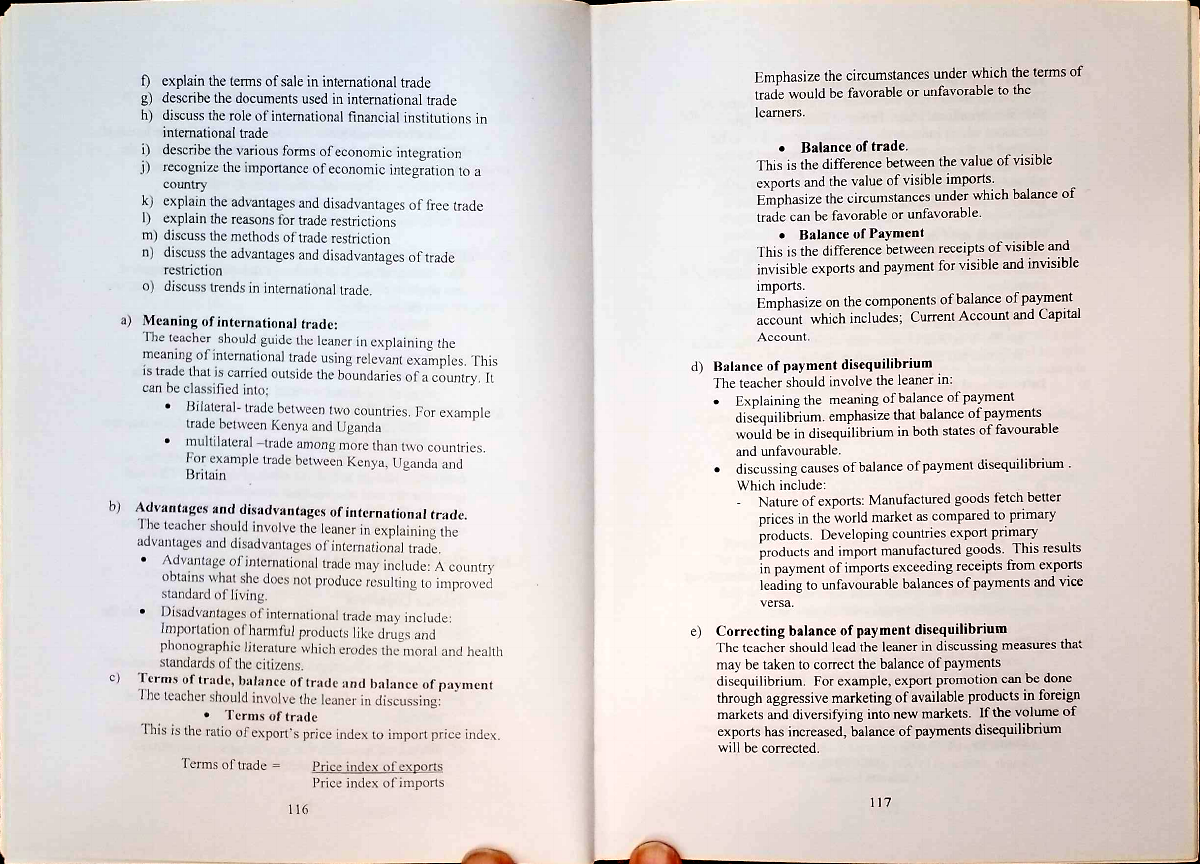 f) explain the terms of sale in international trade
g) describe the documents used in international trade
h) discuss the role of international financial institutions in
international trade
i) describe the various forms of economic integration
j) recognize the importance of economic integration to a
country
k) explain the advantages and disadvantages of free trade
l) explain the reasons for trade restrictions
m) discuss the methods of trade restriction
n) discuss the advantages and disadvantages of trade
restriction
o) discuss trends in international trade.
a) Meaning of international trade:
The teacher should guide the leaner in explaining the
meaning of international trade using relevant examples. This
is trade that is carried outside the boundaries of a country. It
can be classified into;
• Bilateral- trade between two countries. For example
trade between Kenya and Uganda
• multilateral –trade among more than two countries.
For example trade between Kenya, Uganda and
Britain
b) Advantages and disadvantages of international trade.
The teacher should involve the leaner in explaining the
advantages and disadvantages of international trade.
• Advantage of international trade may include: A country
obtains what she does not produce resulting to improved
standard of living.
• Disadvantages of international trade may include:
Importation of harmful products like drugs and
phonographic literature which erodes the moral and health
standards of the citizens.
c) Terms of trade, balance of trade and balance of payment
The teacher should involve the leaner in discussing:
• Terms of trade
This is the ratio of export's price index to import price index.
Terms of trade = Price index of exports
Price index of imports
116
Emphasize the circumstances under which the terms of
trade would be favorable or unfavorable to the
learners.
• Balance of trade.
This is the difference between the value of visible
exports and the value of visible imports.
Emphasize the circumstances under which balance of
trade can be favorable or unfavorable.
• Balance of Payment
This is the difference between receipts of visible and
invisible exports and payment for visible and invisible
imports.
Emphasize on the components of balance of payment
account which includes; Current Account and Capital
Account.
d) Balance of payment disequilibrium
The teacher should involve the leaner in:
• Explaining the meaning of balance of payment
disequilibrium. emphasize that balance of payments
would be in disequilibrium in both states of favourable
and unfavourable.
• discussing causes of balance of payment disequilibrium .
Which include:
- Nature of exports: Manufactured goods fetch better
prices in the world market as compared to primary
products. Developing countries export primary
products and import manufactured goods. This results
in payment of imports exceeding receipts from exports
leading to unfavourable balances of payments and vice
versa.
e) Correcting balance of payment disequilibrium
The teacher should lead the leaner in discussing measures that
may be taken to correct the balance of payments
disequilibrium. For example, export promotion can be done
through aggressive marketing of available products in foreign
markets and diversifying into new markets. If the volume of
exports has increased, balance of payments disequilibrium
will be corrected.
117